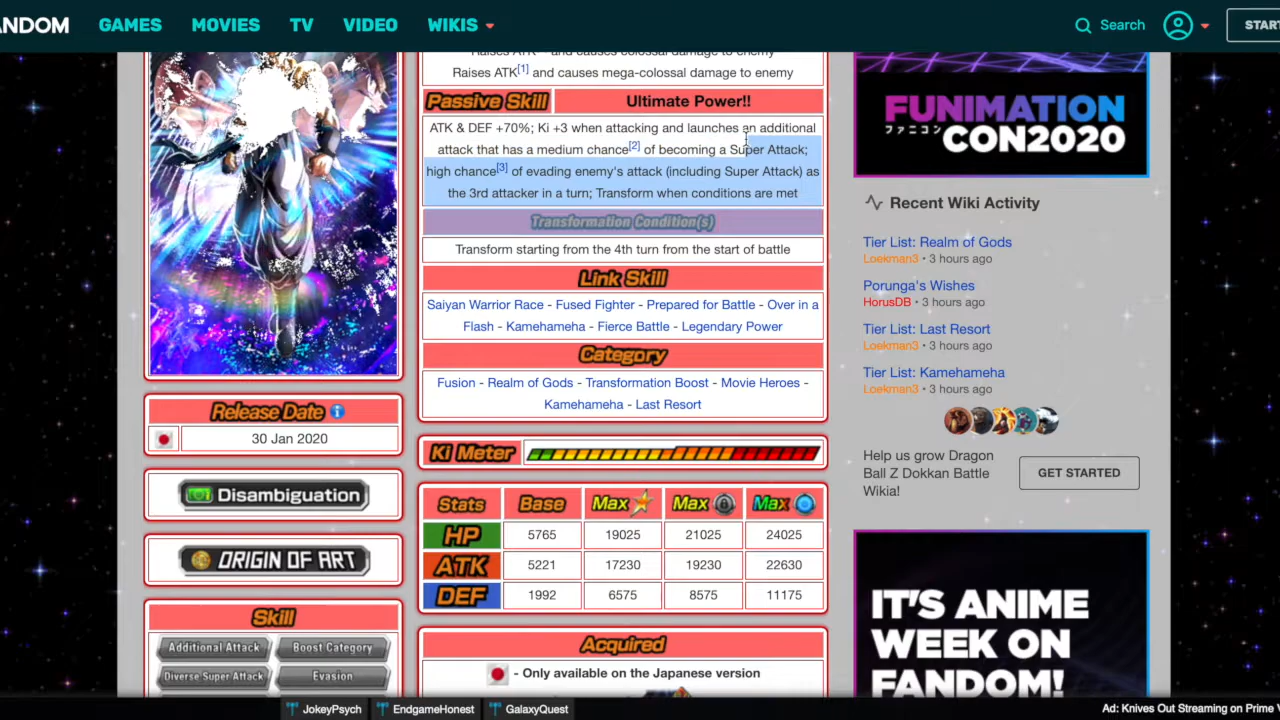 ANDOM
GAMES
MOVIES
TV
VIDEO
WIKIS
Search
START
Raises ATK and causes colossal damage to enemy
Raises ATK[1] and causes mega-colossal damage to enemy
Passive Skill
Ultimate Power!!
ATK & DEF +70%; Ki +3 when attacking and launches an additional
attack that has a medium chance[2] of becoming a Super Attack;
high chance[3] of evading enemy's attack (including Super Attack) as
the 3rd attacker in a turn; Transform when conditions are met
Transformation Condition(s)
Transform starting from the 4th turn from the start of battle
Link Skill
Saiyan Warrior Race - Fused Fighter - Prepared for Battle - Over in a
Flash - Kamehameha - Fierce Battle - Legendary Power
Category
Fusion - Realm of Gods - Transformation Boost - Movie Heroes -
Kamehameha - Last Resort
Release Date
30 Jan 2020
Disambiguation
ORIGIN OF ART
Skill
Additional Attack
Boost Category
Diverse Super Attack
Evasion
Ki Meter
Stats Base Max Max Max
HP 5765 19025 21025 24025
ATK 5221 17230 19230 22630
DEF 1992 6575 8575 11175
Acquired
- Only available on the Japanese version
FUNIMATION
ファニコン CON2020
Recent Wiki Activity
Tier List: Realm of Gods
Loekman3 • 3 hours ago
Porunga's Wishes
HorusDB • 3 hours ago
Tier List: Last Resort
Loekman3 • 3 hours ago
Tier List: Kamehameha
Loekman3 • 3 hours ago
Help us grow Dragon
Ball Z Dokkan Battle
Wikia!
GET STARTED
IT'S ANIME
WEEK ON
FANDOM!
JokeyPsych
EndgameHonest
GalaxyQuest
Ad: Knives Out Streaming on Prime V